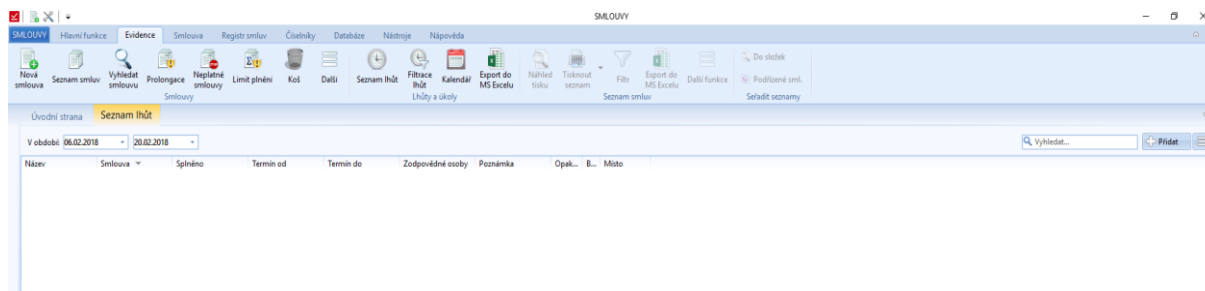 SMLOUVY
SMLOUVY Hlavní funkce Evidence Smlouva Registr smluv Číselníky Databáze Nástroje Nápověda
Nová smlouva
Seznam smluv
Vyhledat smlouvu
Prolongace
Neplatné smlouvy
Limit plnění
Koš
Další
Seznam lhůt
Filtrace lhůt
Kalendář
Export do MS Excelu
Náhled tisku
Tisknout seznam
Filtr
Export do MS Excelu
Další funkce
Do složek
Podřízené sml.
Smlouvy
Lhůty a úkoly
Seznam smluv
Seřadit seznamy
Úvodní strana Seznam lhůt
V období: 06.02.2018 20.02.2018 Vyhledat... Přidat
Název Smlouva Splněno Termín od Termín do Zodpovědné osoby Poznámka Opak... B... Místo